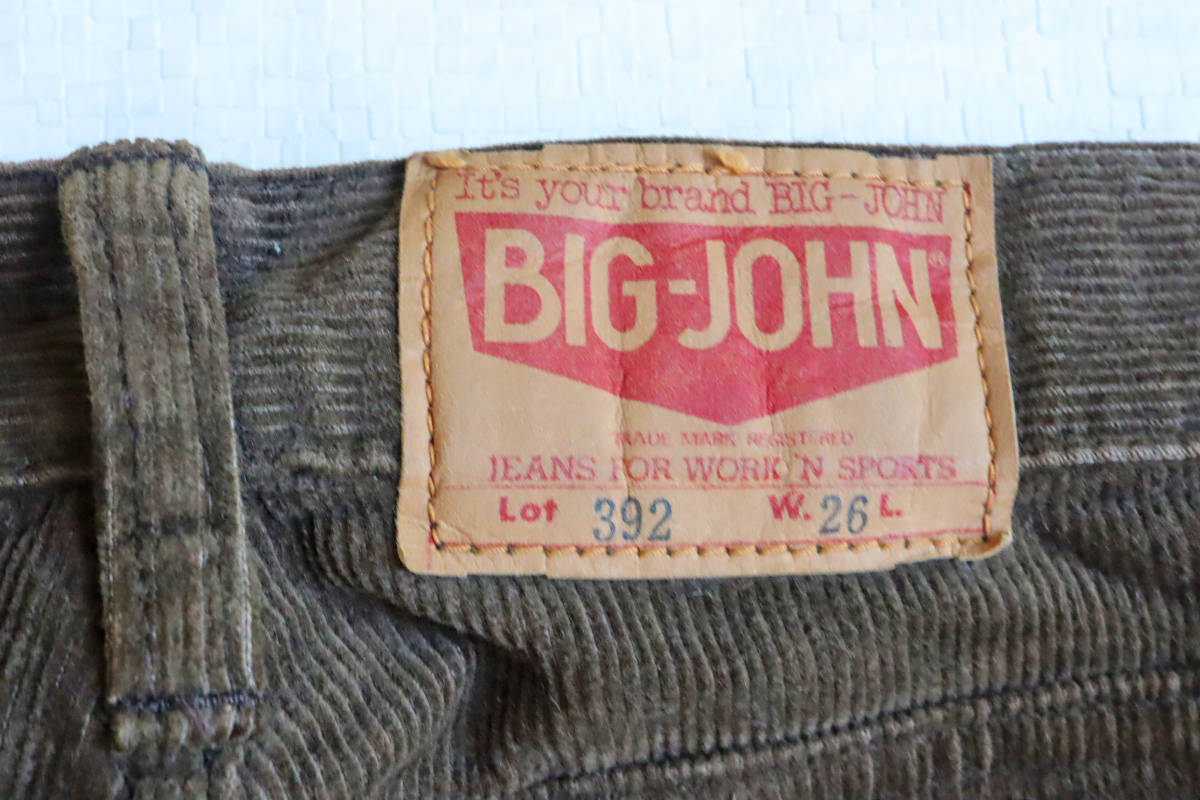 It's your brand BIG-JOHN
BIG-JOHN®
TRADE MARK REGISTERED
JEANS FOR WORK 'N SPORTS
Lot 392 W. 26 L.